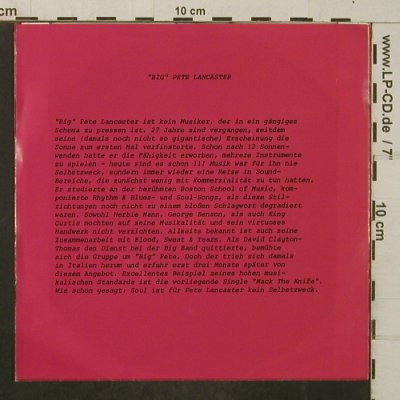 10 cm
"BIG" PETE LANCASTER
"Big" Pete Lancaster ist kein Musiker, der in ein gängiges
Schema zu pressen ist. 27 Jahre sind vergangen, seitdem
seine (damals noch nicht so gigantische) Erscheinung die
Sonne zum ersten Mal verfinsterte. Schon nach 12 Sonnen-
wenden hatte er die Fähigkeit erworben, mehrere Instrumente
zu spielen - heute sind es schon 11! Musik war für ihn nie
Selbstzweck, sondern immer wieder eine Reise in Sound-
Bereiche, die zunächst wenig mit Kommerzialität zu tun hatten.
Er studierte an der berühmten Boston School of Music, kom-
ponierte Rhythm & Blues- und Soul-Songs, als diese Stil-
richtungen noch nicht zu einem bloßen Schlagwort degradiert
waren. Sowohl Herbie Mann, George Benson, als auch King
Curtis mochten auf seine Musikalität und sein virtuoses
Handwerk nicht verzichten. Allseits bekannt ist auch seine
Zusammenarbeit mit Blood, Sweat & Tears. Als David Clayton-
Thomas den Dienst bei der Big Band quittierte, bemühte
sich die Gruppe um "Big" Pete. Doch der trieb sich damals
in Italien herum und erfuhr erst drei Monate später von
diesem Angebot. Excellentes Beispiel seines hohen musi-
kalischen Standards ist die vorliegende Single "Mack The Knife".
Wie schon gesagt: Soul ist für Pete Lancaster kein Selbstzweck.
www.LP-CD.de / 7"
10 cm